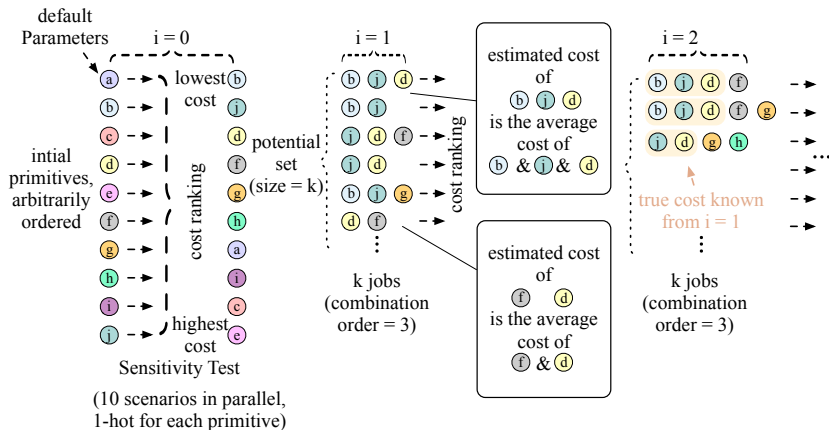 default
Parameters
i = 0
a
b
c
d
e
f
g
h
i
j
intial
primitives,
arbitrarily
ordered
cost ranking
lowest
cost
b
j
d
f
g
h
a
i
c
e
highest
cost
Sensitivity Test
(10 scenarios in parallel,
1-hot for each primitive)
i = 1
potential
set
(size = k)
b j d
b j
j d f
j d
b j g
d f
cost ranking
k jobs
(combination
order = 3)
estimated cost
of
b j d
is the average
cost of
b & j & d
estimated cost
of
f d
is the average
cost of
f & d
i = 2
b j d f
b j d f g
j d g h
true cost known
from i = 1
k jobs
(combination
order = 3)
...